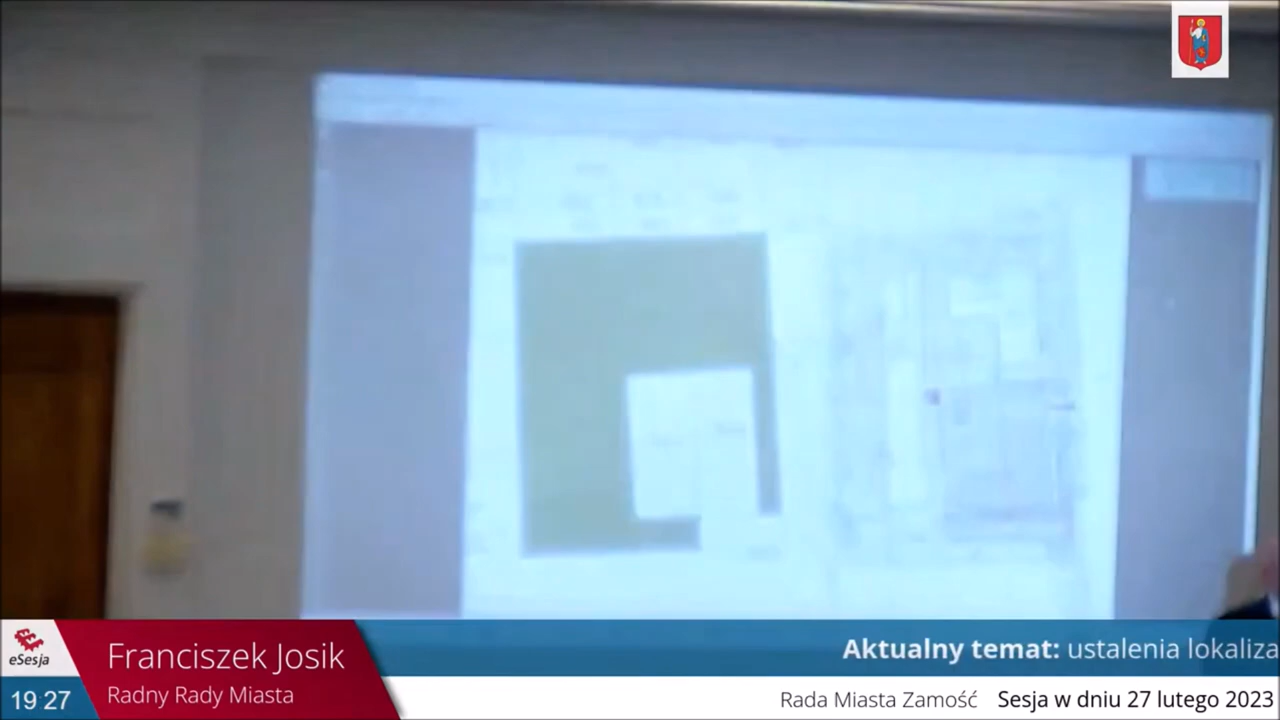 Franciszek Josik
Radny Rady Miasta
eSesja
19:27
Aktualny temat: ustalenia lokaliza
Rada Miasta Zamość Sesja w dniu 27 lutego 2023